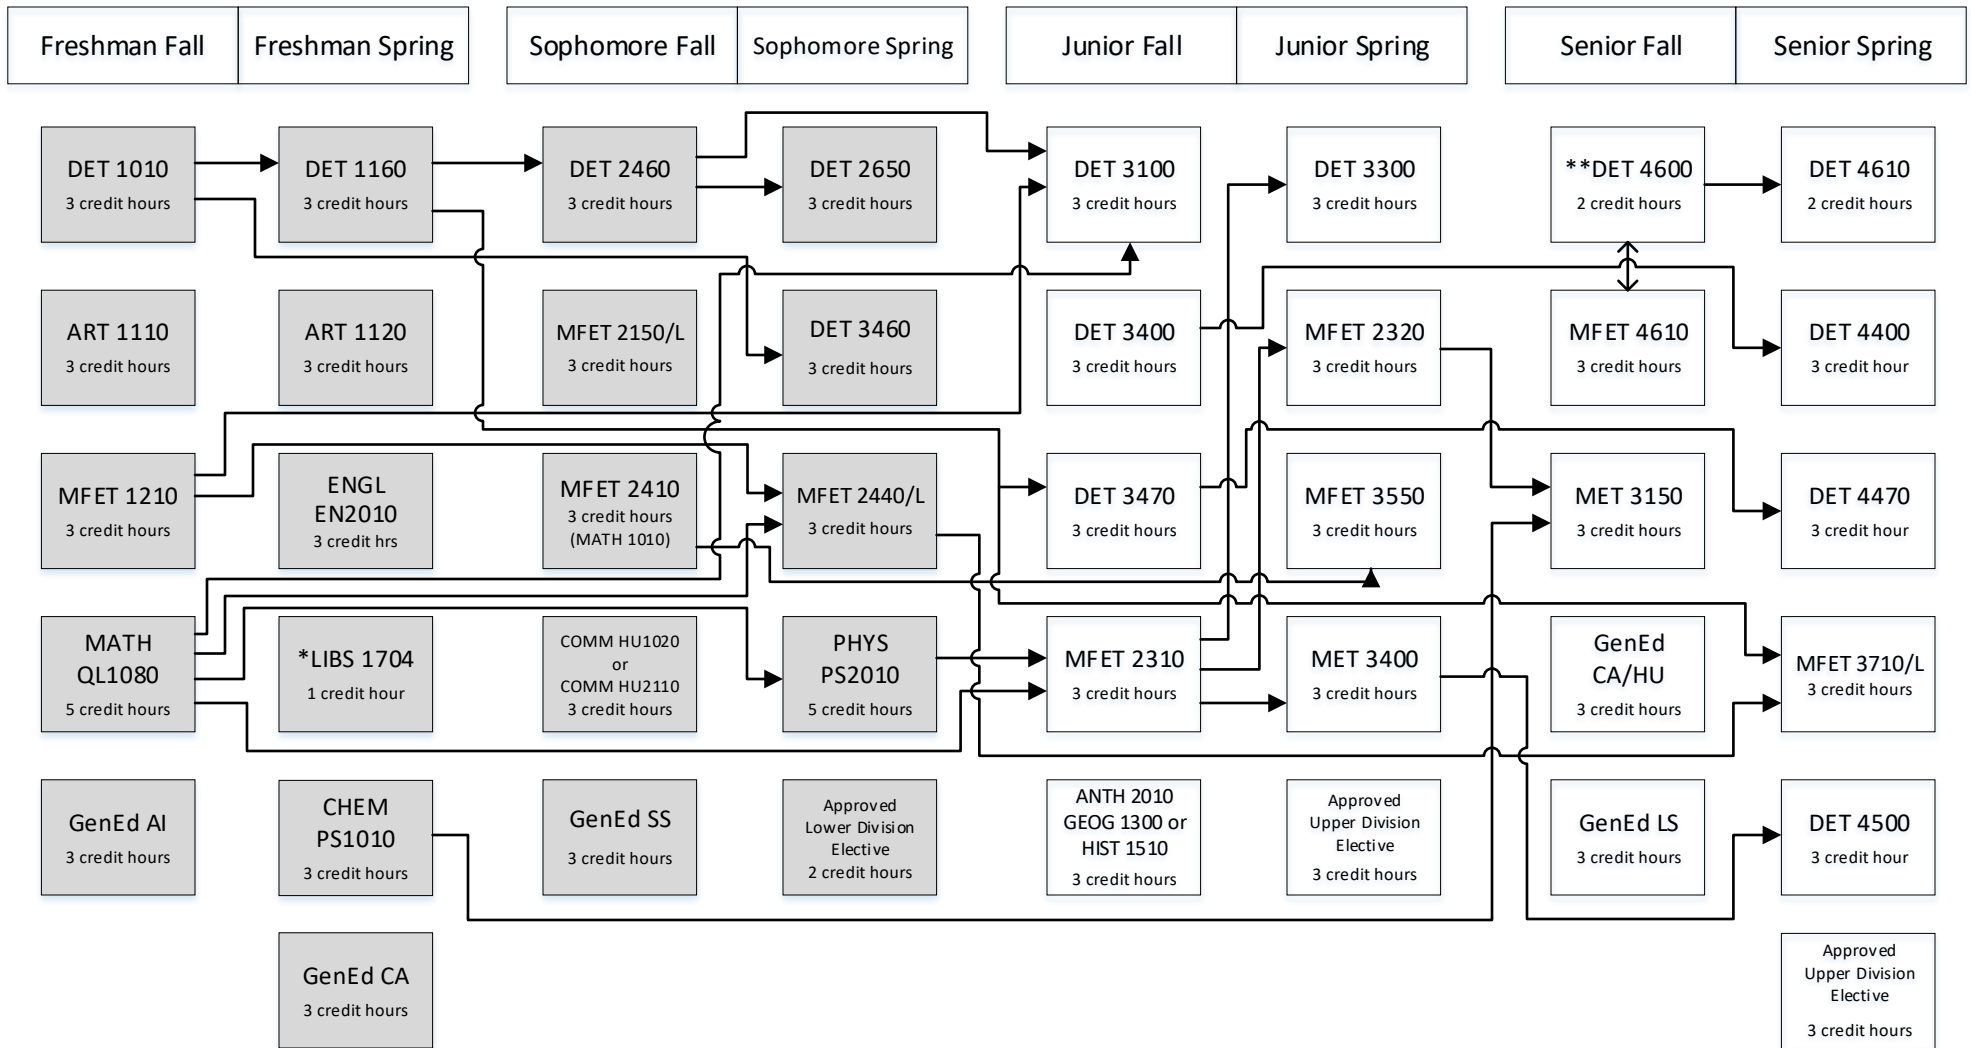 Freshman Fall
Freshman Spring
Sophomore Fall
Sophomore Spring
Junior Fall
Junior Spring
Senior Fall
Senior Spring
DET 1010
3 credit hours
DET 1160
3 credit hours
DET 2460
3 credit hours
DET 2650
3 credit hours
DET 3100
3 credit hours
DET 3300
3 credit hours
**DET 4600
2 credit hours
DET 4610
2 credit hours
ART 1110
3 credit hours
ART 1120
3 credit hours
MFET 2150/L
3 credit hours
DET 3460
3 credit hours
DET 3400
3 credit hours
MFET 2320
3 credit hours
MFET 4610
3 credit hours
DET 4400
3 credit hour
MFET 1210
3 credit hours
ENGL
EN2010
3 credit hrs
MFET 2410
3 credit hours
(MATH 1010)
MFET 2440/L
3 credit hours
DET 3470
3 credit hours
MFET 3550
3 credit hours
MET 3150
3 credit hours
DET 4470
3 credit hour
MATH
QL1080
5 credit hours
*LIBS 1704
1 credit hour
COMM HU1020
or
COMM HU2110
3 credit hours
PHYS
PS2010
5 credit hours
MFET 2310
3 credit hours
MET 3400
3 credit hours
GenEd
CA/HU
3 credit hours
MFET 3710/L
3 credit hours
GenEd AI
3 credit hours
CHEM
PS1010
3 credit hours
GenEd SS
3 credit hours
Approved
Lower Division
Elective
2 credit hours
ANTH 2010
GEOG 1300 or
HIST 1510
3 credit hours
Approved
Upper Division
Elective
3 credit hours
GenEd LS
3 credit hours
DET 4500
3 credit hour
GenEd CA
3 credit hours
Approved
Upper Division
Elective
3 credit hours